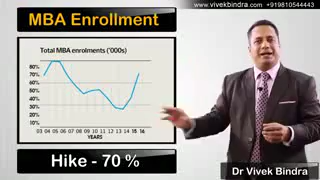 www.vivekbindra.com +919810544443
MBA Enrollment
Total MBA enrolments ('000s)
80%
70%
60%
50%
40%
30%
20%
10%
03 04 05 06 07 08 09 10 11 12 13 14 15 16
YEARS
Hike - 70 %
Dr Vivek Bindra